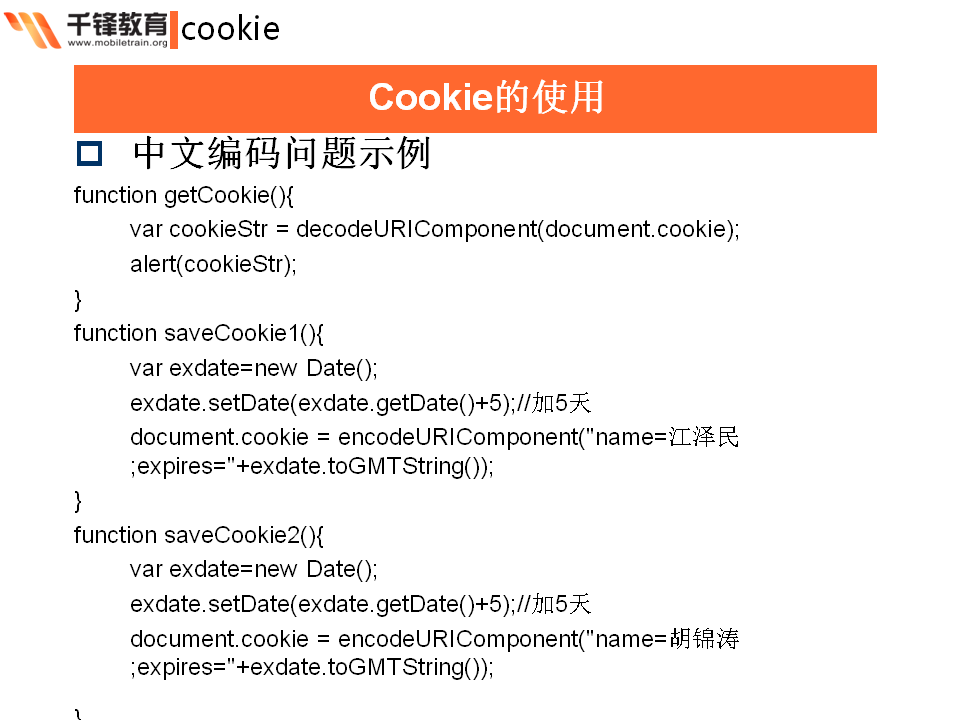 千锋教育
www.mobiletrain.org
cookie
Cookie的使用
中文编码问题示例
function getCookie(){
var cookieStr = decodeURIComponent(document.cookie);
alert(cookieStr);
}
function saveCookie1(){
var exdate=new Date();
exdate.setDate(exdate.getDate()+5);//加5天
document.cookie = encodeURIComponent("name=江泽民
;expires="+exdate.toGMTString());
}
function saveCookie2(){
var exdate=new Date();
exdate.setDate(exdate.getDate()+5);//加5天
document.cookie = encodeURIComponent("name=胡锦涛
;expires="+exdate.toGMTString());
}